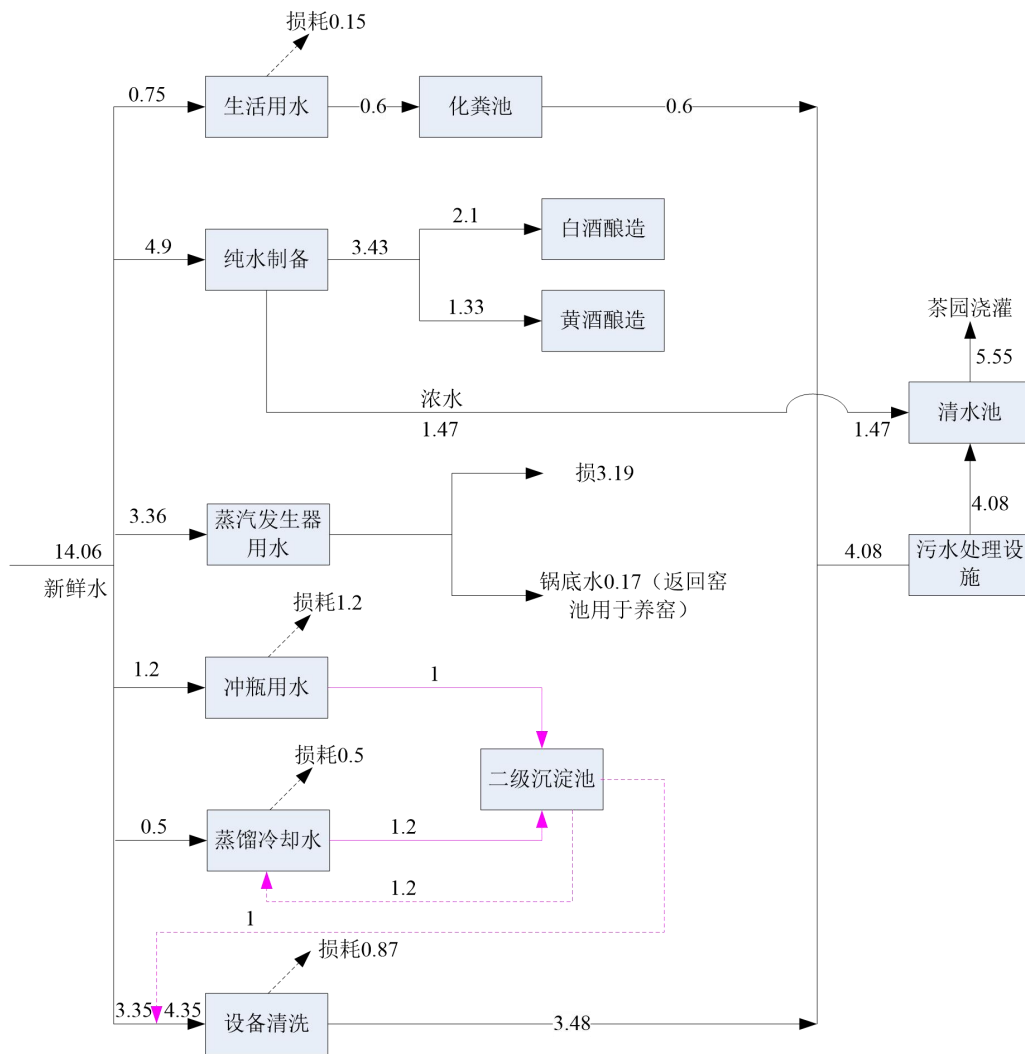 损耗0.15
0.75
生活用水
0.6
化粪池
0.6
4.9
纯水制备
3.43
2.1
白酒酿造
1.33
黄酒酿造
茶园浇灌
5.55
清水池
浓水
1.47
1.47
4.08
3.36
蒸汽发生器
用水
损3.19
锅底水0.17（返回窑
池用于养窑）
14.06
新鲜水
4.08
污水处理设
施
损耗1.2
1.2
冲瓶用水
1
二级沉淀池
损耗0.5
0.5
蒸馏冷却水
1.2
1.2
1
损耗0.87
3.35
4.35
设备清洗
3.48